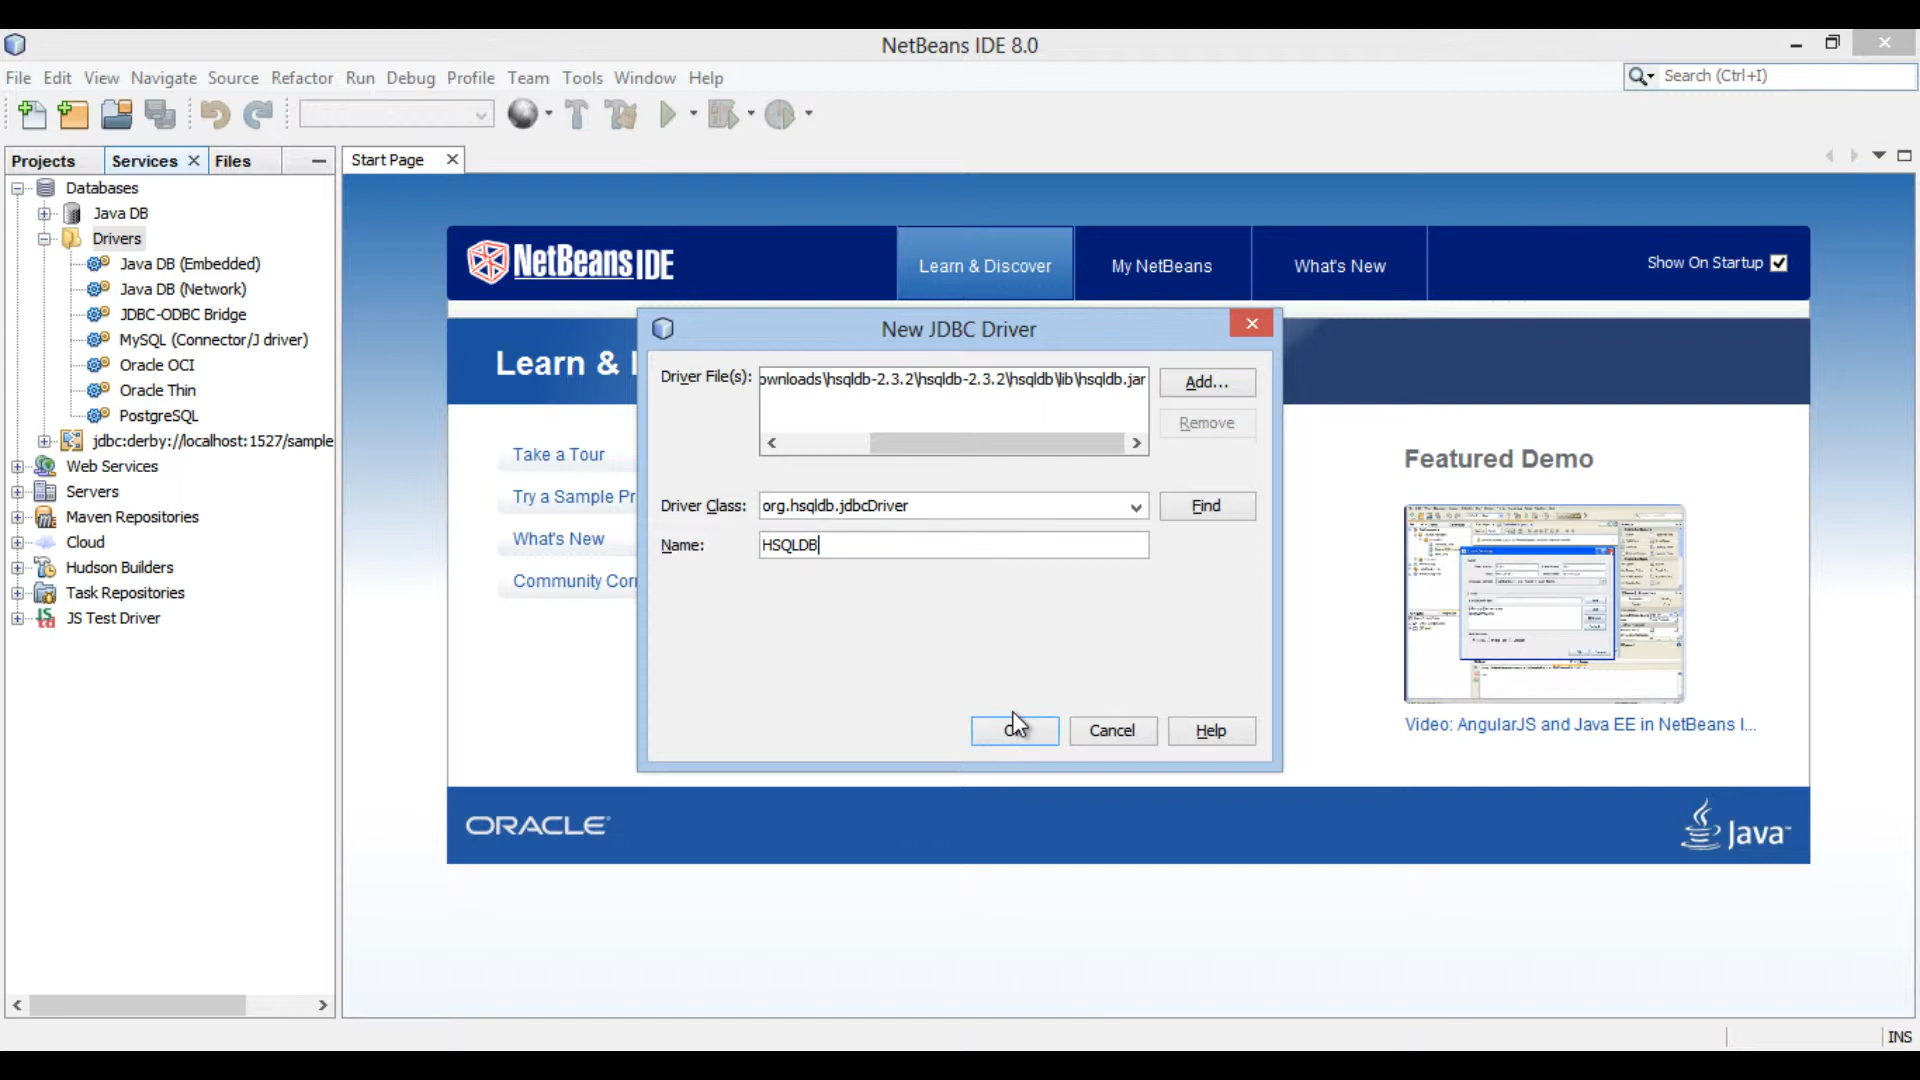 NetBeans IDE 8.0
File Edit View Navigate Source Refactor Run Debug Profile Team Tools Window Help
Search (Ctrl+I)
Projects
Services
Files
Start Page
Databases
Java DB
Drivers
Java DB (Embedded)
Java DB (Network)
JDBC-ODBC Bridge
MySQL (Connector/J driver)
Oracle OCI
Oracle Thin
PostgreSQL
jdbc:derby://localhost:1527/sample
Web Services
Servers
Maven Repositories
Cloud
Hudson Builders
Task Repositories
JS Test Driver
NetBeans IDE
Learn & Discover
My NetBeans
What's New
Show On Startup
Learn &
Take a Tour
Try a Sample Pr
What's New
Community Cor
New JDBC Driver
Driver File(s):
ownloads\hsqldb-2.3.2\hsqldb-2.3.2\hsqldb\lib\hsqldb.jar
Add...
Remove
Driver Class:
org.hsqldb.jdbcDriver
Find
Name:
HSQLDB
Cancel
Help
Featured Demo
Video: AngularJS and Java EE in NetBeans I...
ORACLE
Java
INS